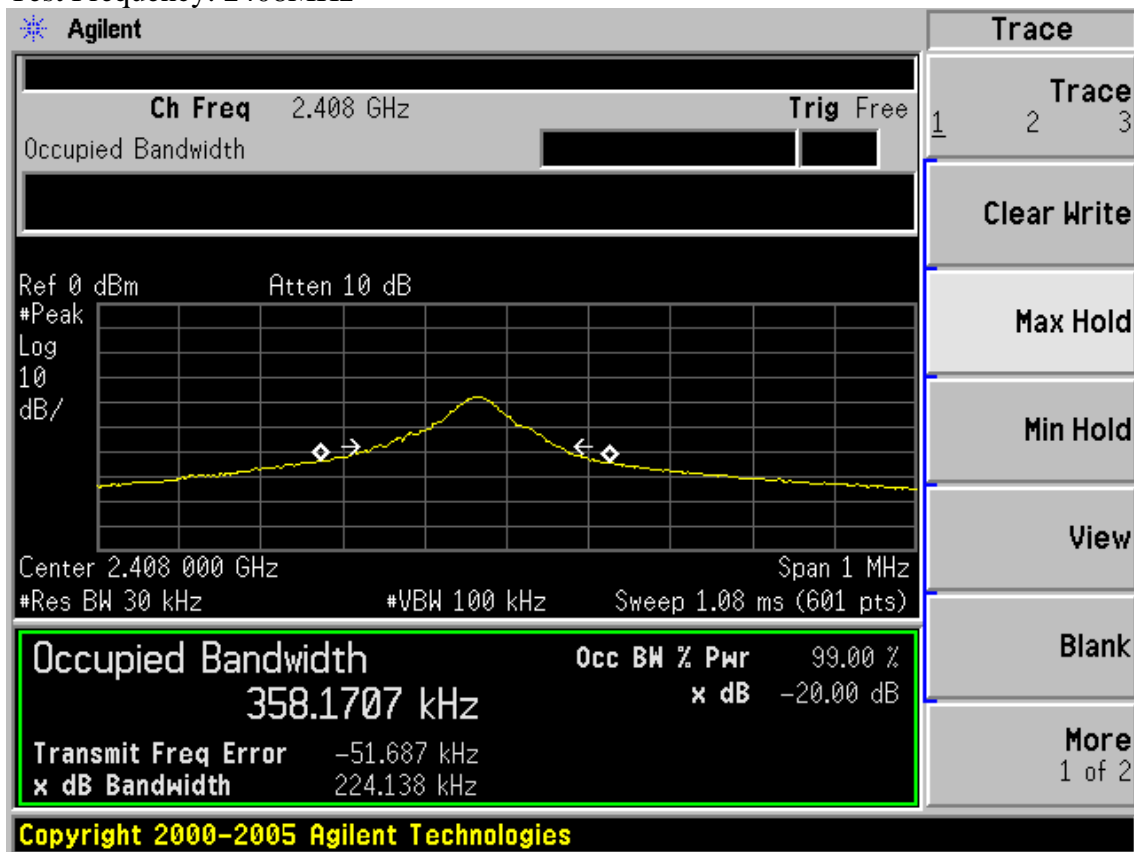 Agilent
Trace
Ch Freq 2.408 GHz Trig Free
Occupied Bandwidth
Trace
1 2 3
Clear Write
Max Hold
Min Hold
View
Blank
More
1 of 2
Ref 0 dBm Atten 10 dB
#Peak
Log
10
dB/
Center 2.408 000 GHz Span 1 MHz
#Res BW 30 kHz #VBW 100 kHz Sweep 1.08 ms (601 pts)
Occupied Bandwidth Occ BW % Pwr 99.00 %
358.1707 kHz x dB -20.00 dB
Transmit Freq Error -51.687 kHz
x dB Bandwidth 224.138 kHz
Copyright 2000-2005 Agilent Technologies